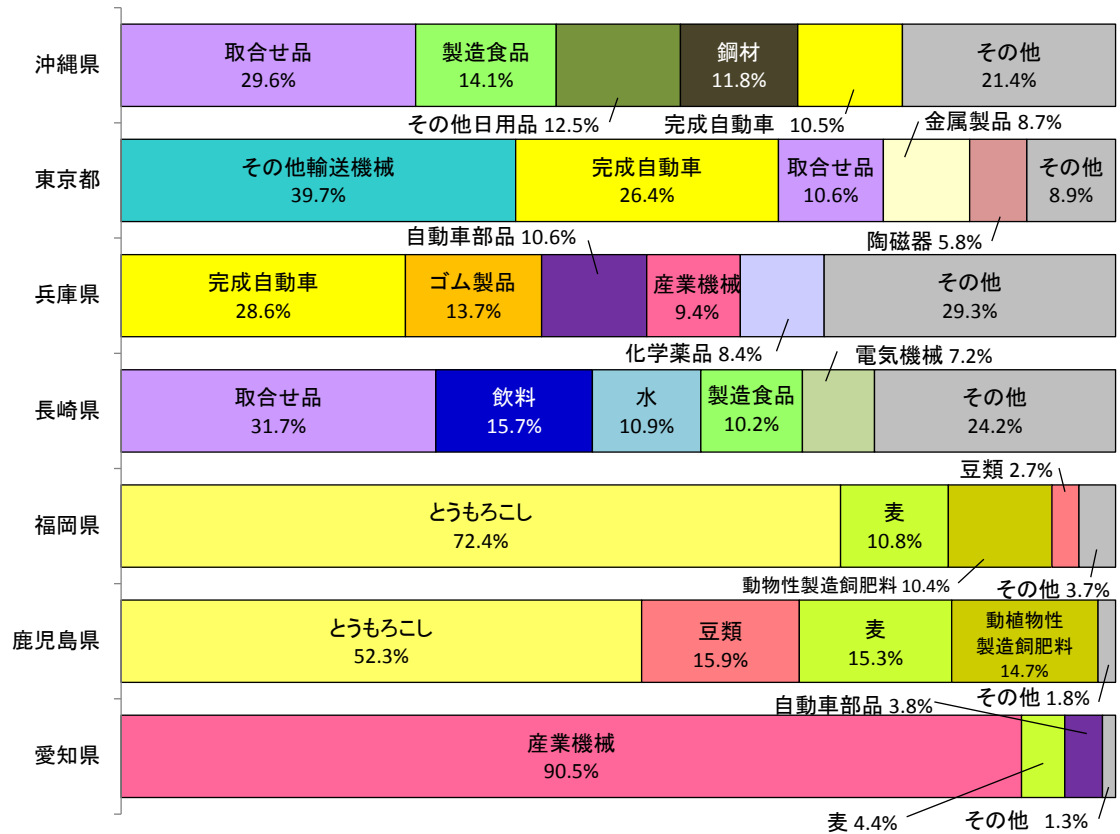 沖縄県
取合せ品
29.6%
製造食品
14.1%
その他日用品 12.5%
鋼材
11.8%
完成自動車 10.5%
その他
21.4%
東京都
その他輸送機械
39.7%
完成自動車
26.4%
取合せ品
10.6%
金属製品 8.7%
陶磁器 5.8%
その他
8.9%
兵庫県
完成自動車
28.6%
ゴム製品
13.7%
自動車部品 10.6%
産業機械
9.4%
化学薬品 8.4%
その他
29.3%
長崎県
取合せ品
31.7%
飲料
15.7%
水
10.9%
製造食品
10.2%
電気機械 7.2%
その他
24.2%
福岡県
とうもろこし
72.4%
麦
10.8%
動物性製造飼肥料 10.4%
豆類 2.7%
その他 3.7%
鹿児島県
とうもろこし
52.3%
豆類
15.9%
麦
15.3%
動植物性
製造飼肥料
14.7%
その他 1.8%
愛知県
産業機械
90.5%
麦 4.4%
自動車部品 3.8%
その他 1.3%